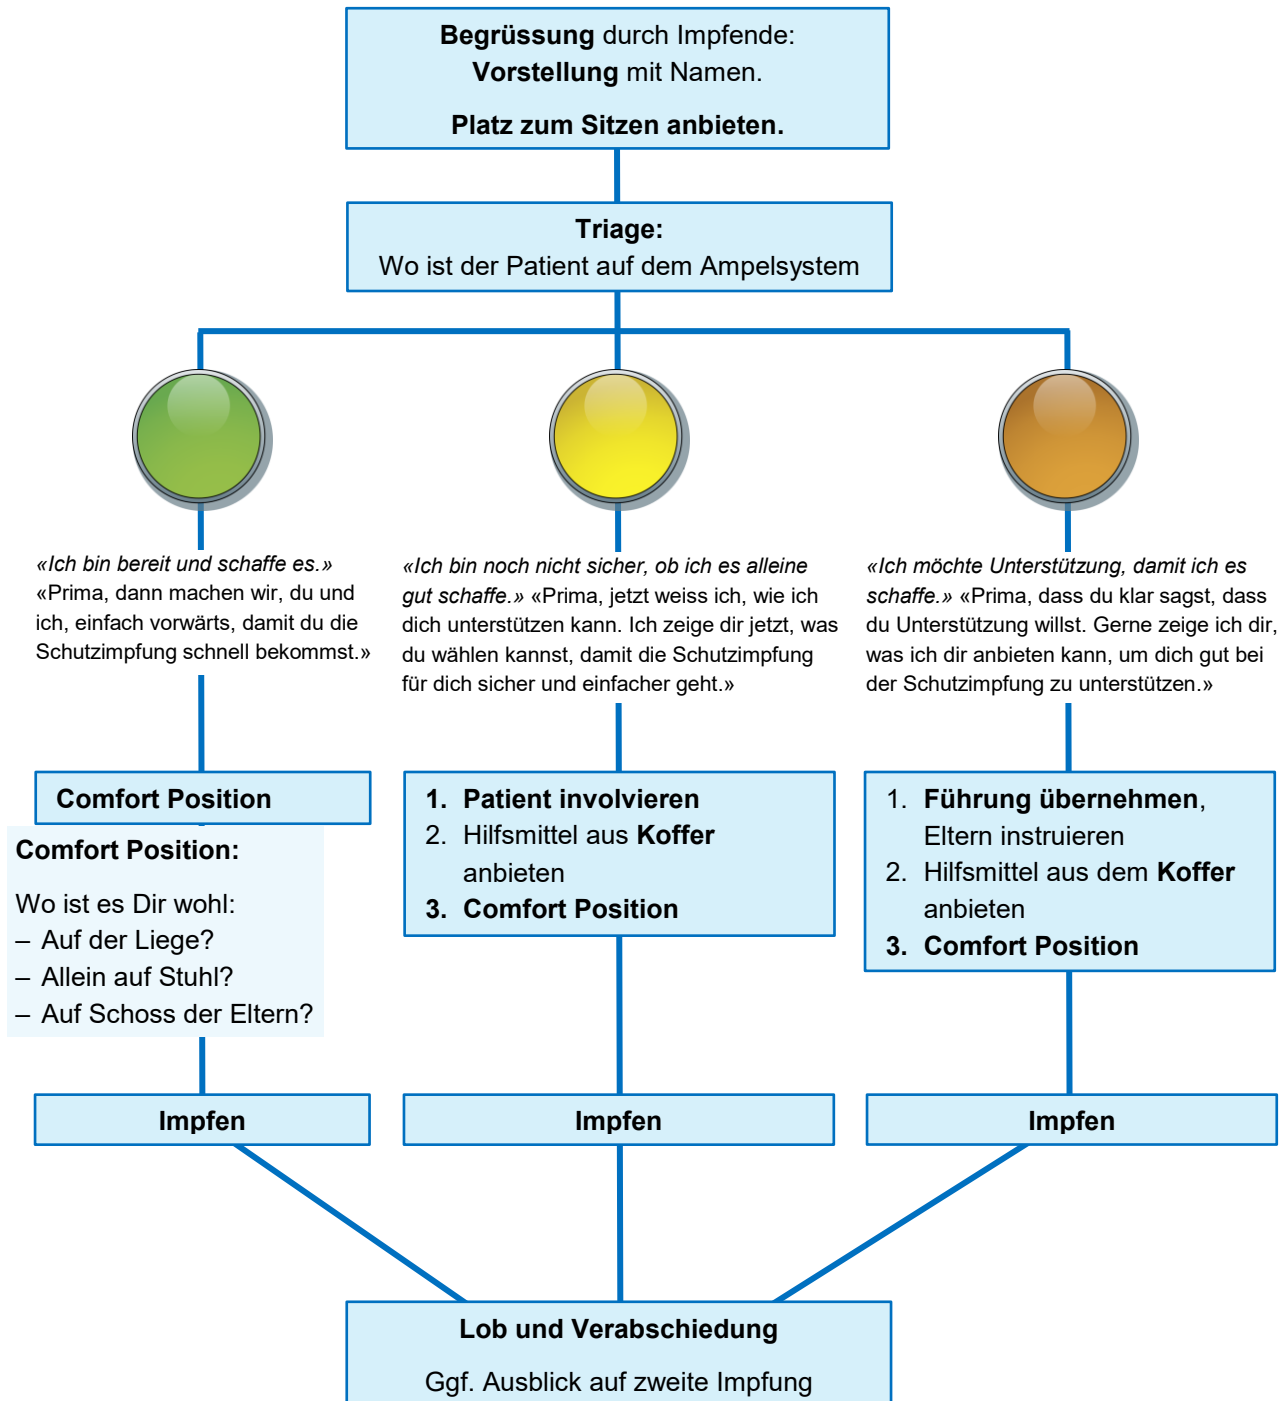 Begrüssung durch Impfende:
Vorstellung mit Namen.
Platz zum Sitzen anbieten.
Triage:
Wo ist der Patient auf dem Ampelsystem
«Ich bin bereit und schaffe es.»
«Prima, dann machen wir, du und
ich, einfach vorwärts, damit du die
Schutzimpfung schnell bekommst.»
«Ich bin noch nicht sicher, ob ich es alleine
gut schaffe.» «Prima, jetzt weiss ich, wie ich
dich unterstützen kann. Ich zeige dir jetzt, was
du wählen kannst, damit die Schutzimpfung
für dich sicher und einfacher geht.»
«Ich möchte Unterstützung, damit ich es
schaffe.» «Prima, dass du klar sagst, dass
du Unterstützung willst. Gerne zeige ich dir,
was ich dir anbieten kann, um dich gut bei
der Schutzimpfung zu unterstützen.»
Comfort Position
Comfort Position:
Wo ist es Dir wohl:
– Auf der Liege?
– Allein auf Stuhl?
– Auf Schoss der Eltern?
1. Patient involvieren
2. Hilfsmittel aus Koffer
anbieten
3. Comfort Position
1. Führung übernehmen,
Eltern instruieren
2. Hilfsmittel aus dem Koffer
anbieten
3. Comfort Position
Impfen
Impfen
Impfen
Lob und Verabschiedung
Ggf. Ausblick auf zweite Impfung